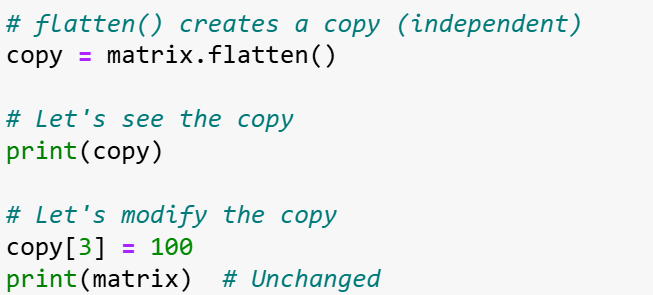 # flatten() creates a copy (independent)
copy = matrix.flatten()
# Let's see the copy
print(copy)
# Let's modify the copy
copy[3] = 100
print(matrix)  # Unchanged